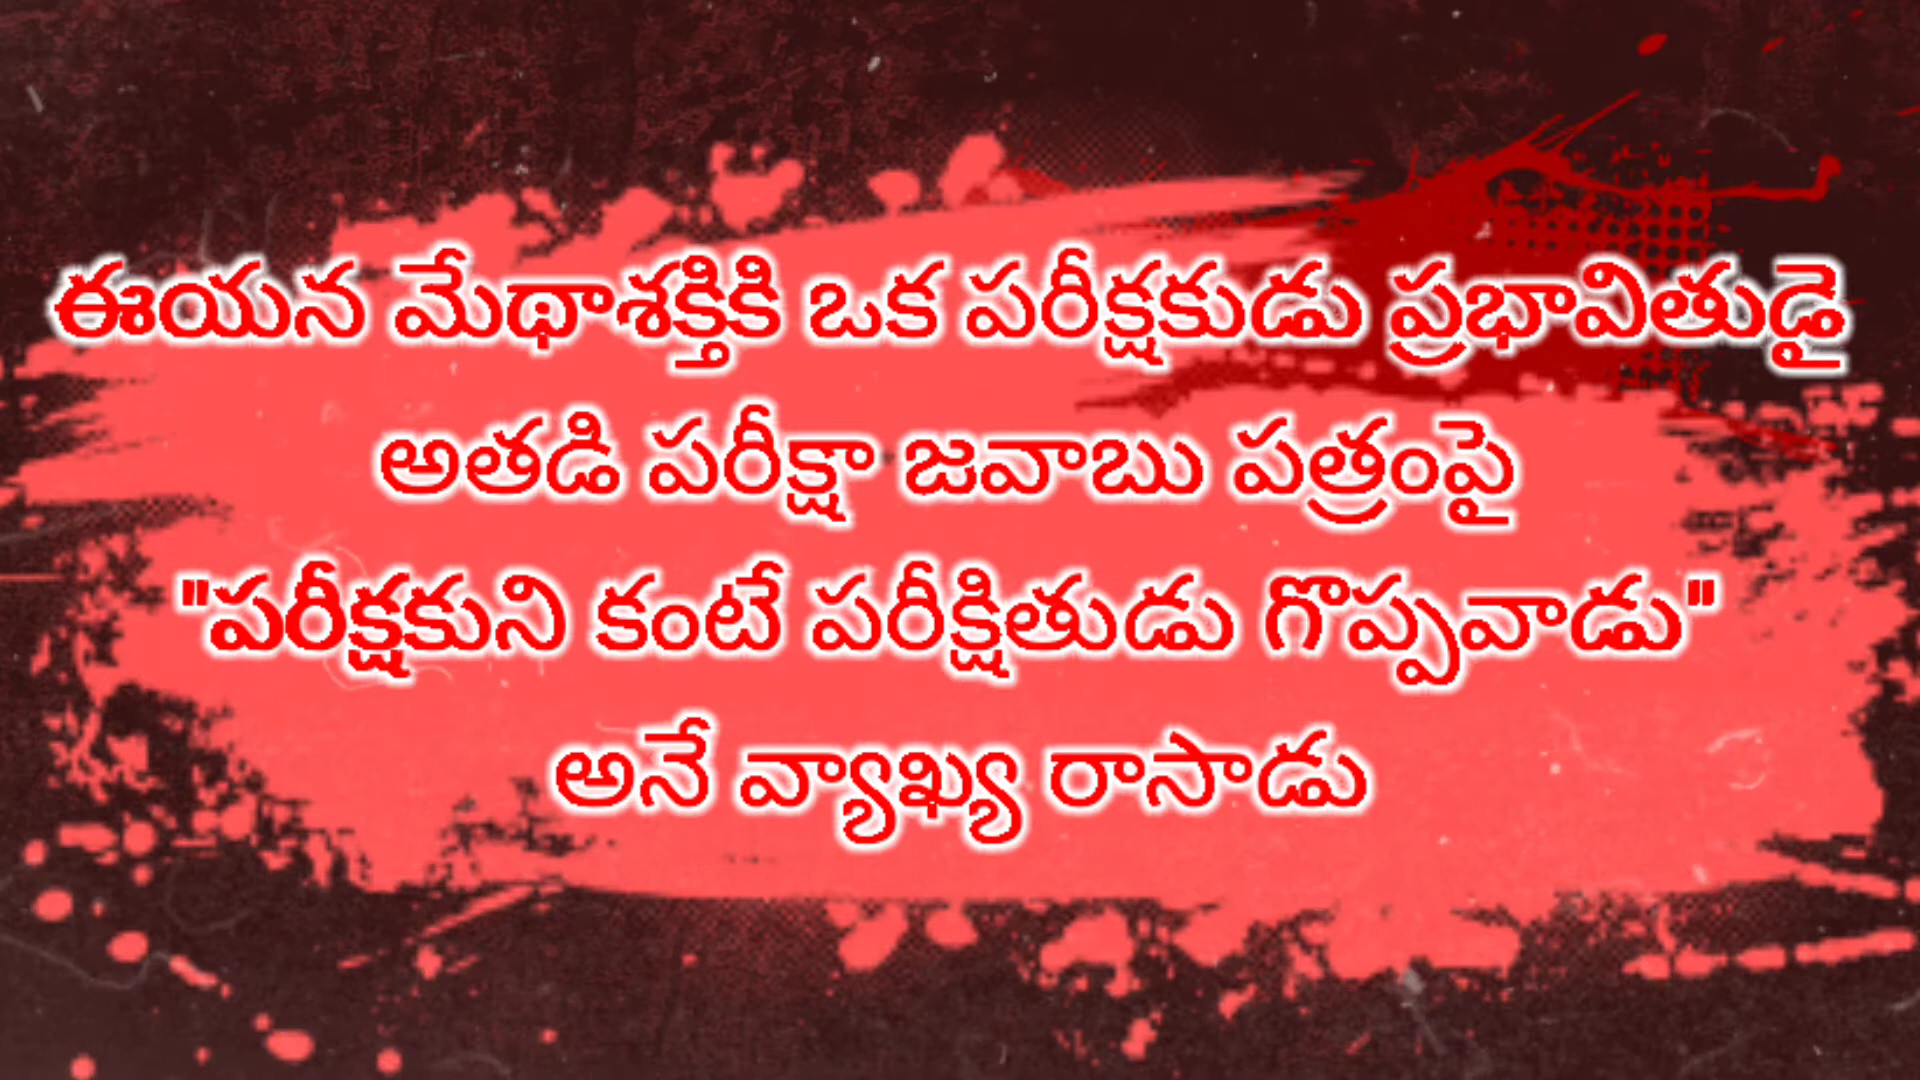 ఈయన మేథాశక్తికి ఒక పరీక్షకుడు ప్రభావితుడై
అతడి పరీక్షా జవాబు పత్రంపై
"పరీక్షకుని కంటే పరీక్షితుడు గొప్పవాడు"
అనే వ్యాఖ్య రాసాడు